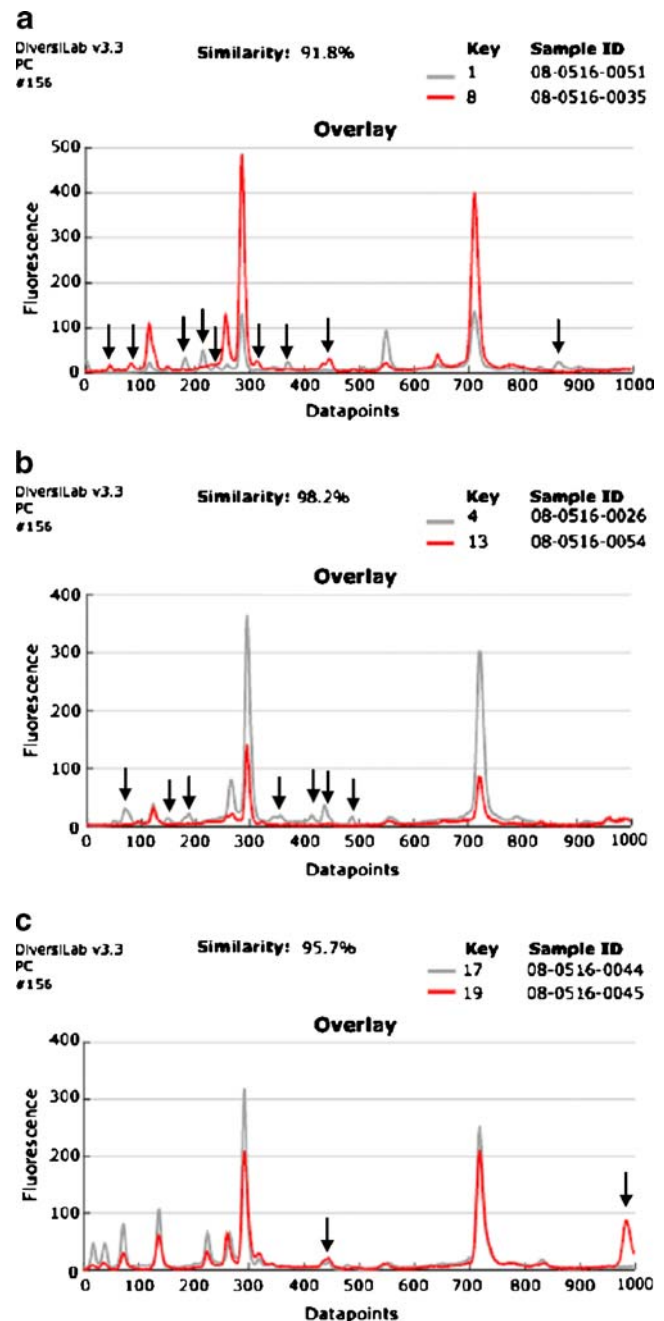 a
DiversiLab v3.3
PC
#156
Similarity: 91.8%
Key Sample ID
1 08-0516-0051
8 08-0516-0035
Overlay
Fluorescence
500
400
300
200
100
0
0 100 200 300 400 500 600 700 800 900 1000
Datapoints
b
DiversiLab v3.3
PC
#156
Similarity: 98.2%
Key Sample ID
4 08-0516-0026
13 08-0516-0054
Overlay
Fluorescence
400
300
200
100
0
0 100 200 300 400 500 600 700 800 900 1000
Datapoints
c
DiversiLab v3.3
PC
#156
Similarity: 95.7%
Key Sample ID
17 08-0516-0044
19 08-0516-0045
Overlay
Fluorescence
400
300
200
100
0
0 100 200 300 400 500 600 700 800 900 1000
Datapoints